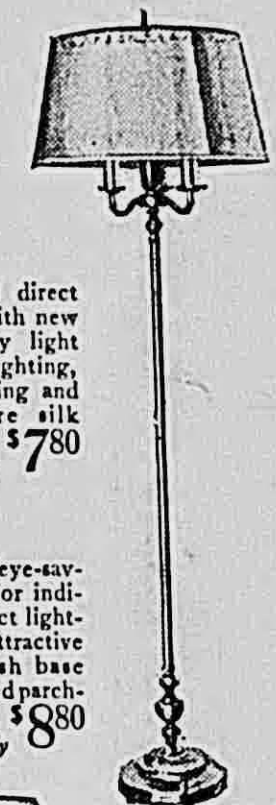 direct
ith new
y light
ghting,
ing and
re silk
$780
eye-sav-
or indi-
ct light-
ttractive
sh base
d parch-
$880
y